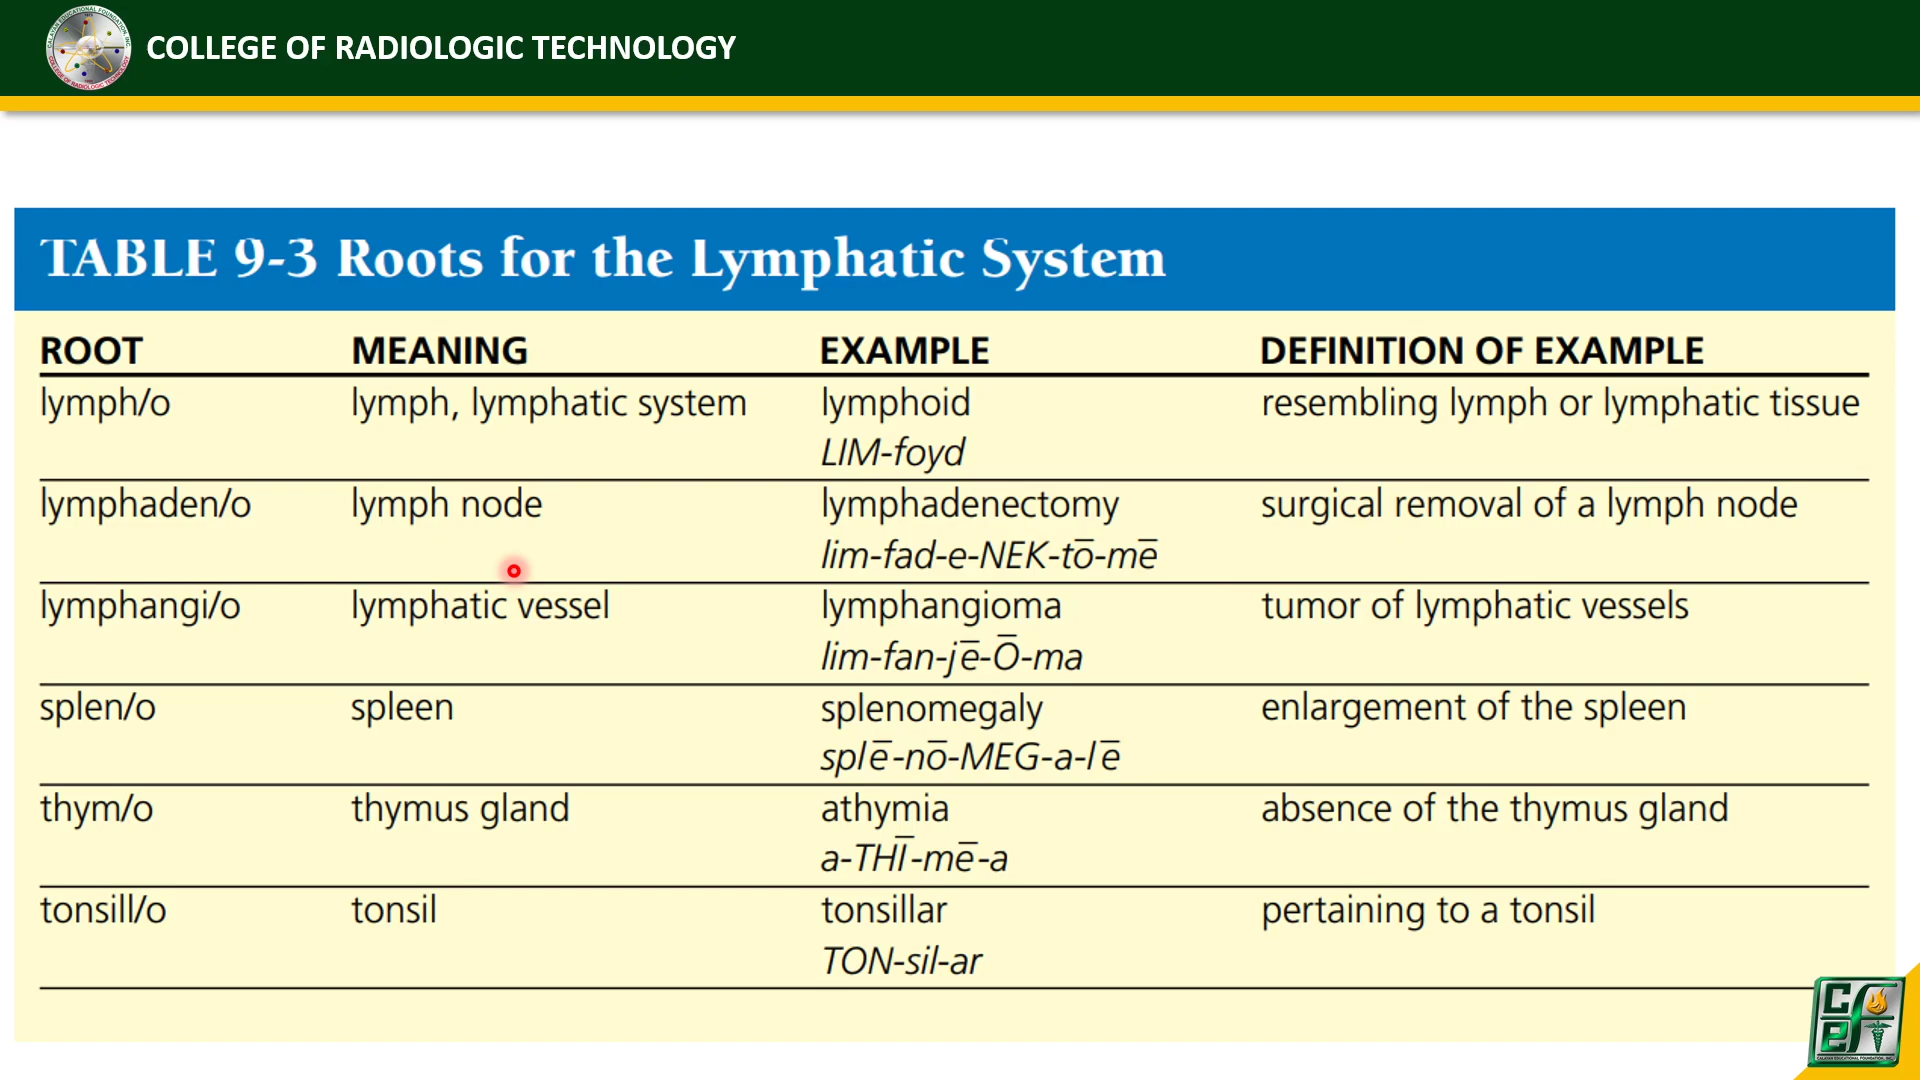 COLLEGE OF RADIOLOGIC TECHNOLOGY
TABLE 9-3 Roots for the Lymphatic System
ROOT MEANING EXAMPLE DEFINITION OF EXAMPLE
lymph/o lymph, lymphatic system lymphoid resembling lymph or lymphatic tissue
LIM-foyd
lymphaden/o lymph node lymphadenectomy surgical removal of a lymph node
lim-fad-e-NEK-tō-mē
lymphangi/o lymphatic vessel lymphangioma tumor of lymphatic vessels
lim-fan-jē-Ō-ma
splen/o spleen splenomegaly enlargement of the spleen
splē-nō-MEG-a-lē
thym/o thymus gland athymia absence of the thymus gland
a-THĪ-mē-a
tonsill/o tonsil tonsillar pertaining to a tonsil
TON-sil-ar
CALAYAN EDUCATIONAL FOUNDATION, INC.